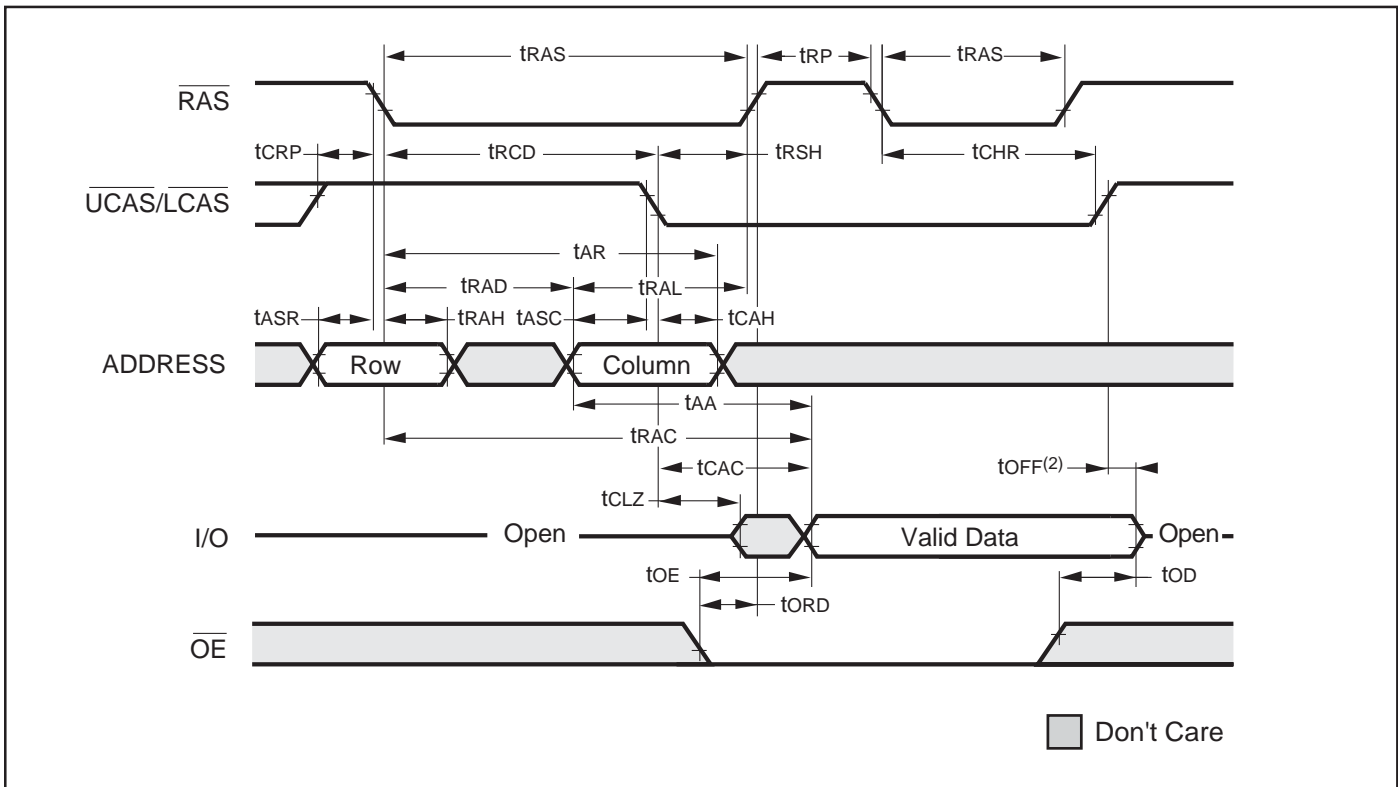 tRAS tRP tRAS
RAS
tCRP tRCD tRSH tCHR
UCAS/LCAS
tAR
tRAD tRAL
tASR tRAH tASC tCAH
ADDRESS Row Column
tAA
tRAC
tCAC tOFF(2)
tCLZ
I/O Open Valid Data Open
tOE tOD
tORD
OE
Don't Care